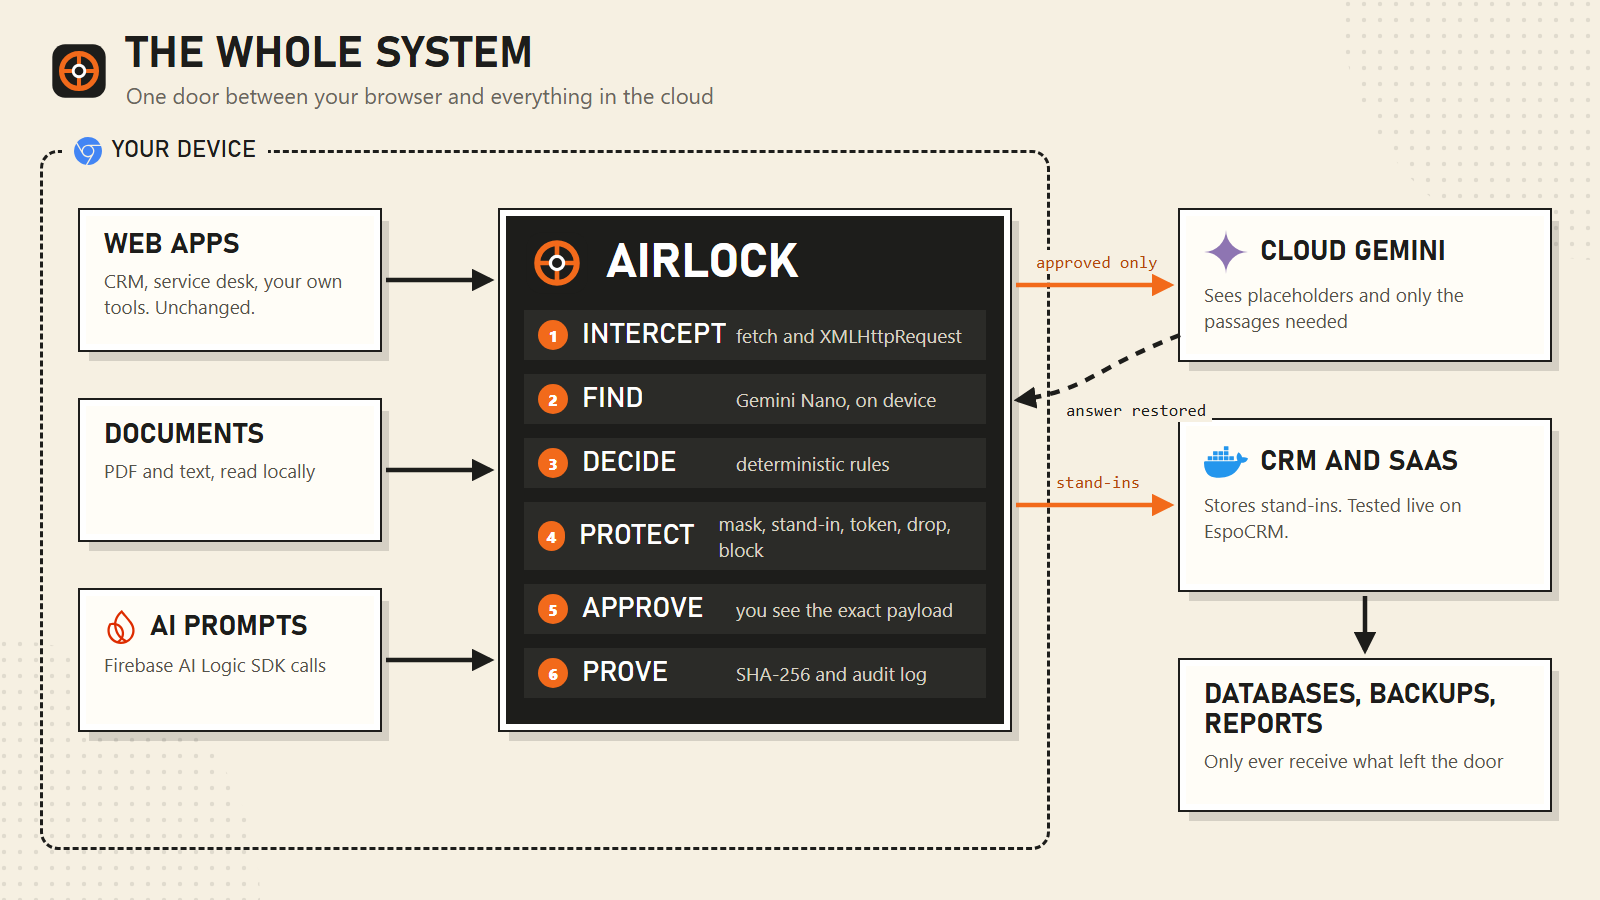 THE WHOLE SYSTEM
One door between your browser and everything in the cloud
YOUR DEVICE
WEB APPS
CRM, service desk, your own
tools. Unchanged.
DOCUMENTS
PDF and text, read locally
AI PROMPTS
Firebase AI Logic SDK calls
AIRLOCK
1 INTERCEPT fetch and XMLHttpRequest
2 FIND Gemini Nano, on device
3 DECIDE deterministic rules
4 PROTECT mask, stand-in, token, drop,
block
5 APPROVE you see the exact payload
6 PROVE SHA-256 and audit log
approved only
answer restored
stand-ins
CLOUD GEMINI
Sees placeholders and only the
passages needed
CRM AND SAAS
Stores stand-ins. Tested live on
EspoCRM.
DATABASES, BACKUPS,
REPORTS
Only ever receive what left the door